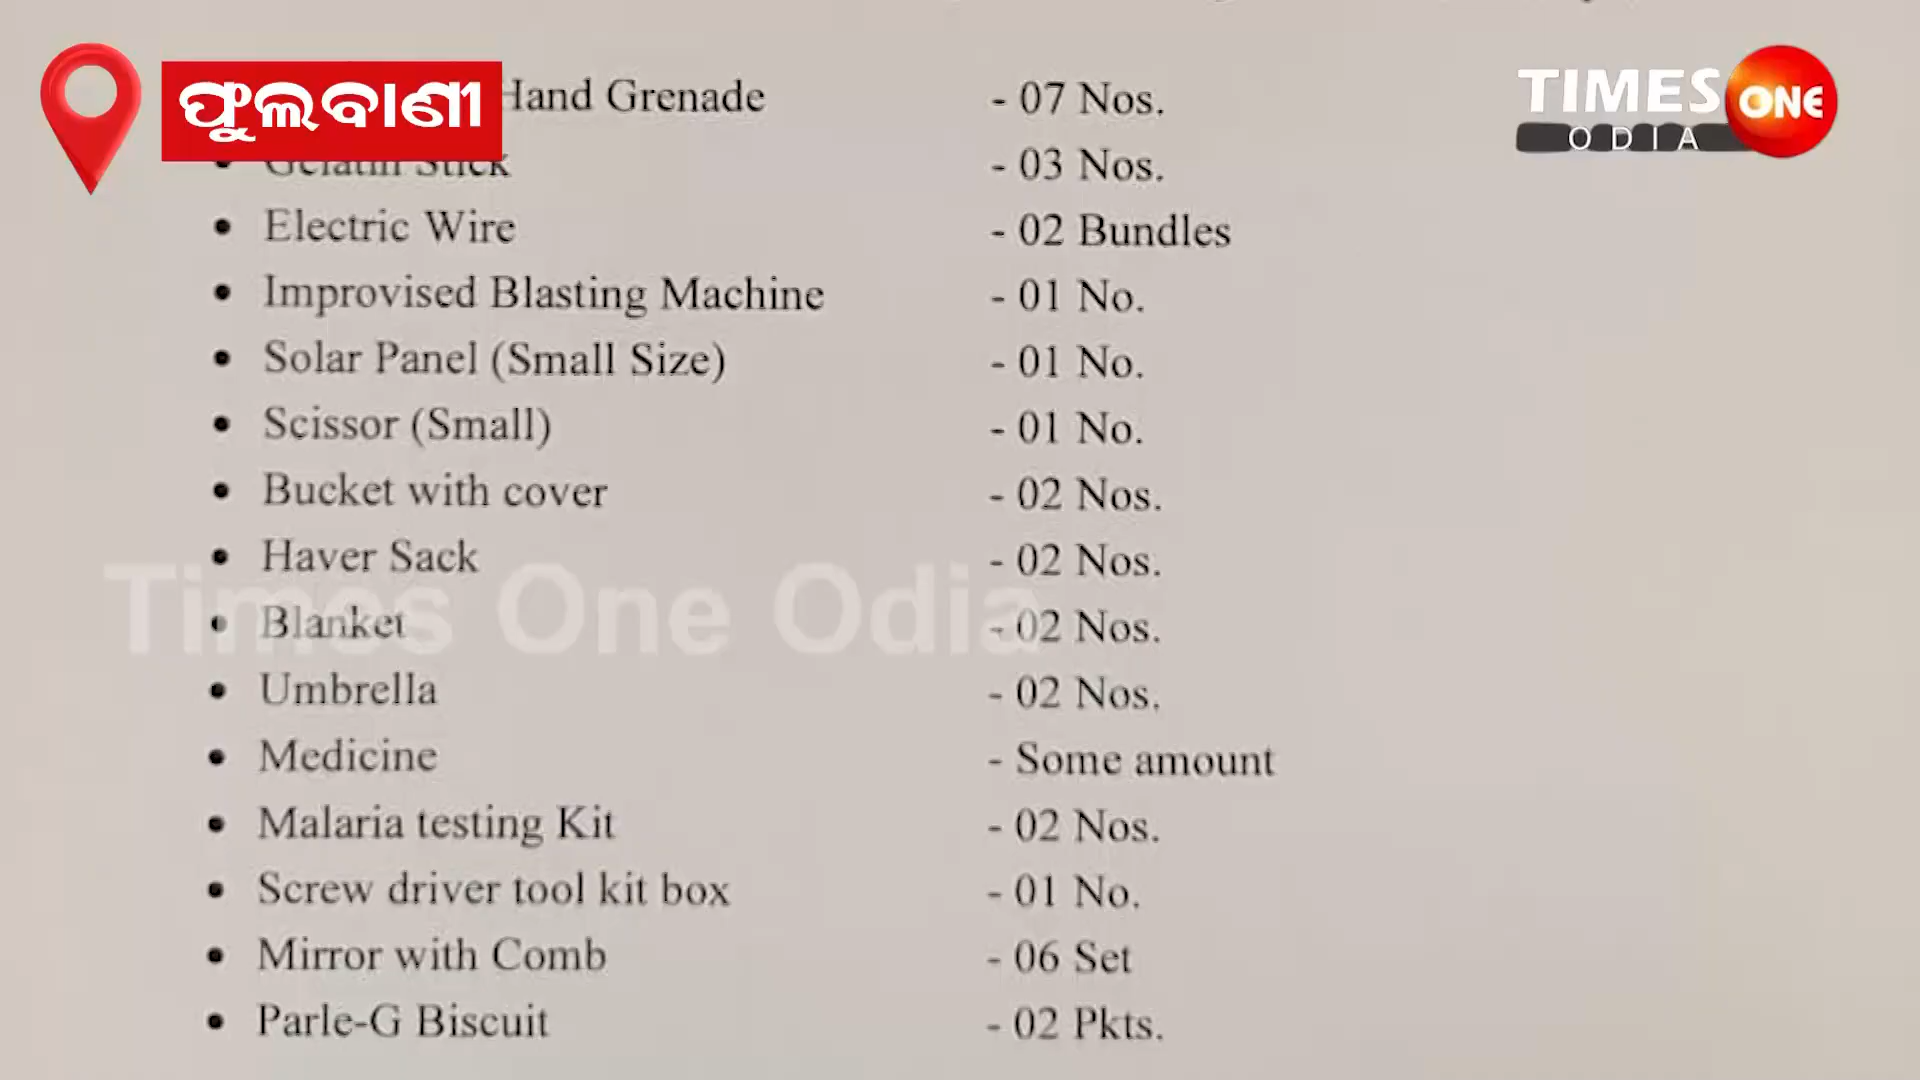 ଫୁଲବାଣୀ
TIMES ONE
ODIA
Hand Grenade - 07 Nos.
• Gelatin Stick - 03 Nos.
• Electric Wire - 02 Bundles
• Improvised Blasting Machine - 01 No.
• Solar Panel (Small Size) - 01 No.
• Scissor (Small) - 01 No.
• Bucket with cover - 02 Nos.
• Haver Sack - 02 Nos.
Times One Odia
• Blanket - 02 Nos.
• Umbrella - 02 Nos.
• Medicine - Some amount
• Malaria testing Kit - 02 Nos.
• Screw driver tool kit box - 01 No.
• Mirror with Comb - 06 Set
• Parle-G Biscuit - 02 Pkts.